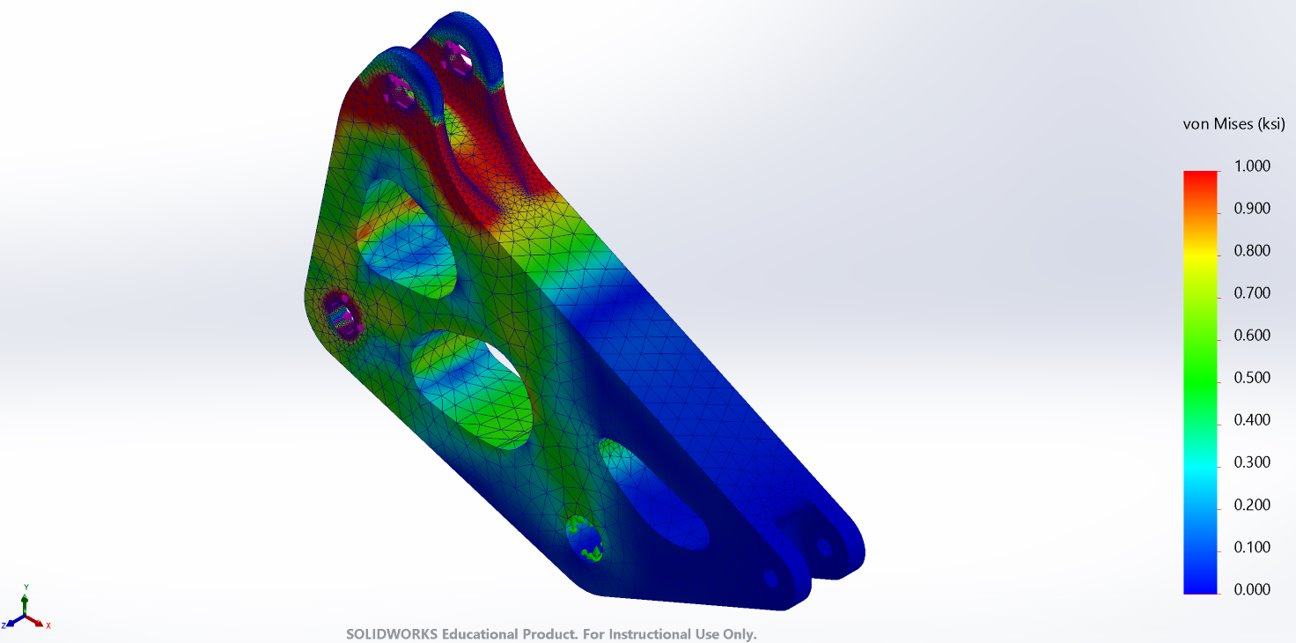 von Mises (ksi)
1.000
0.900
0.800
0.700
0.600
0.500
0.400
0.300
0.200
0.100
0.000
Y
Z
X
SOLIDWORKS Educational Product. For Instructional Use Only.